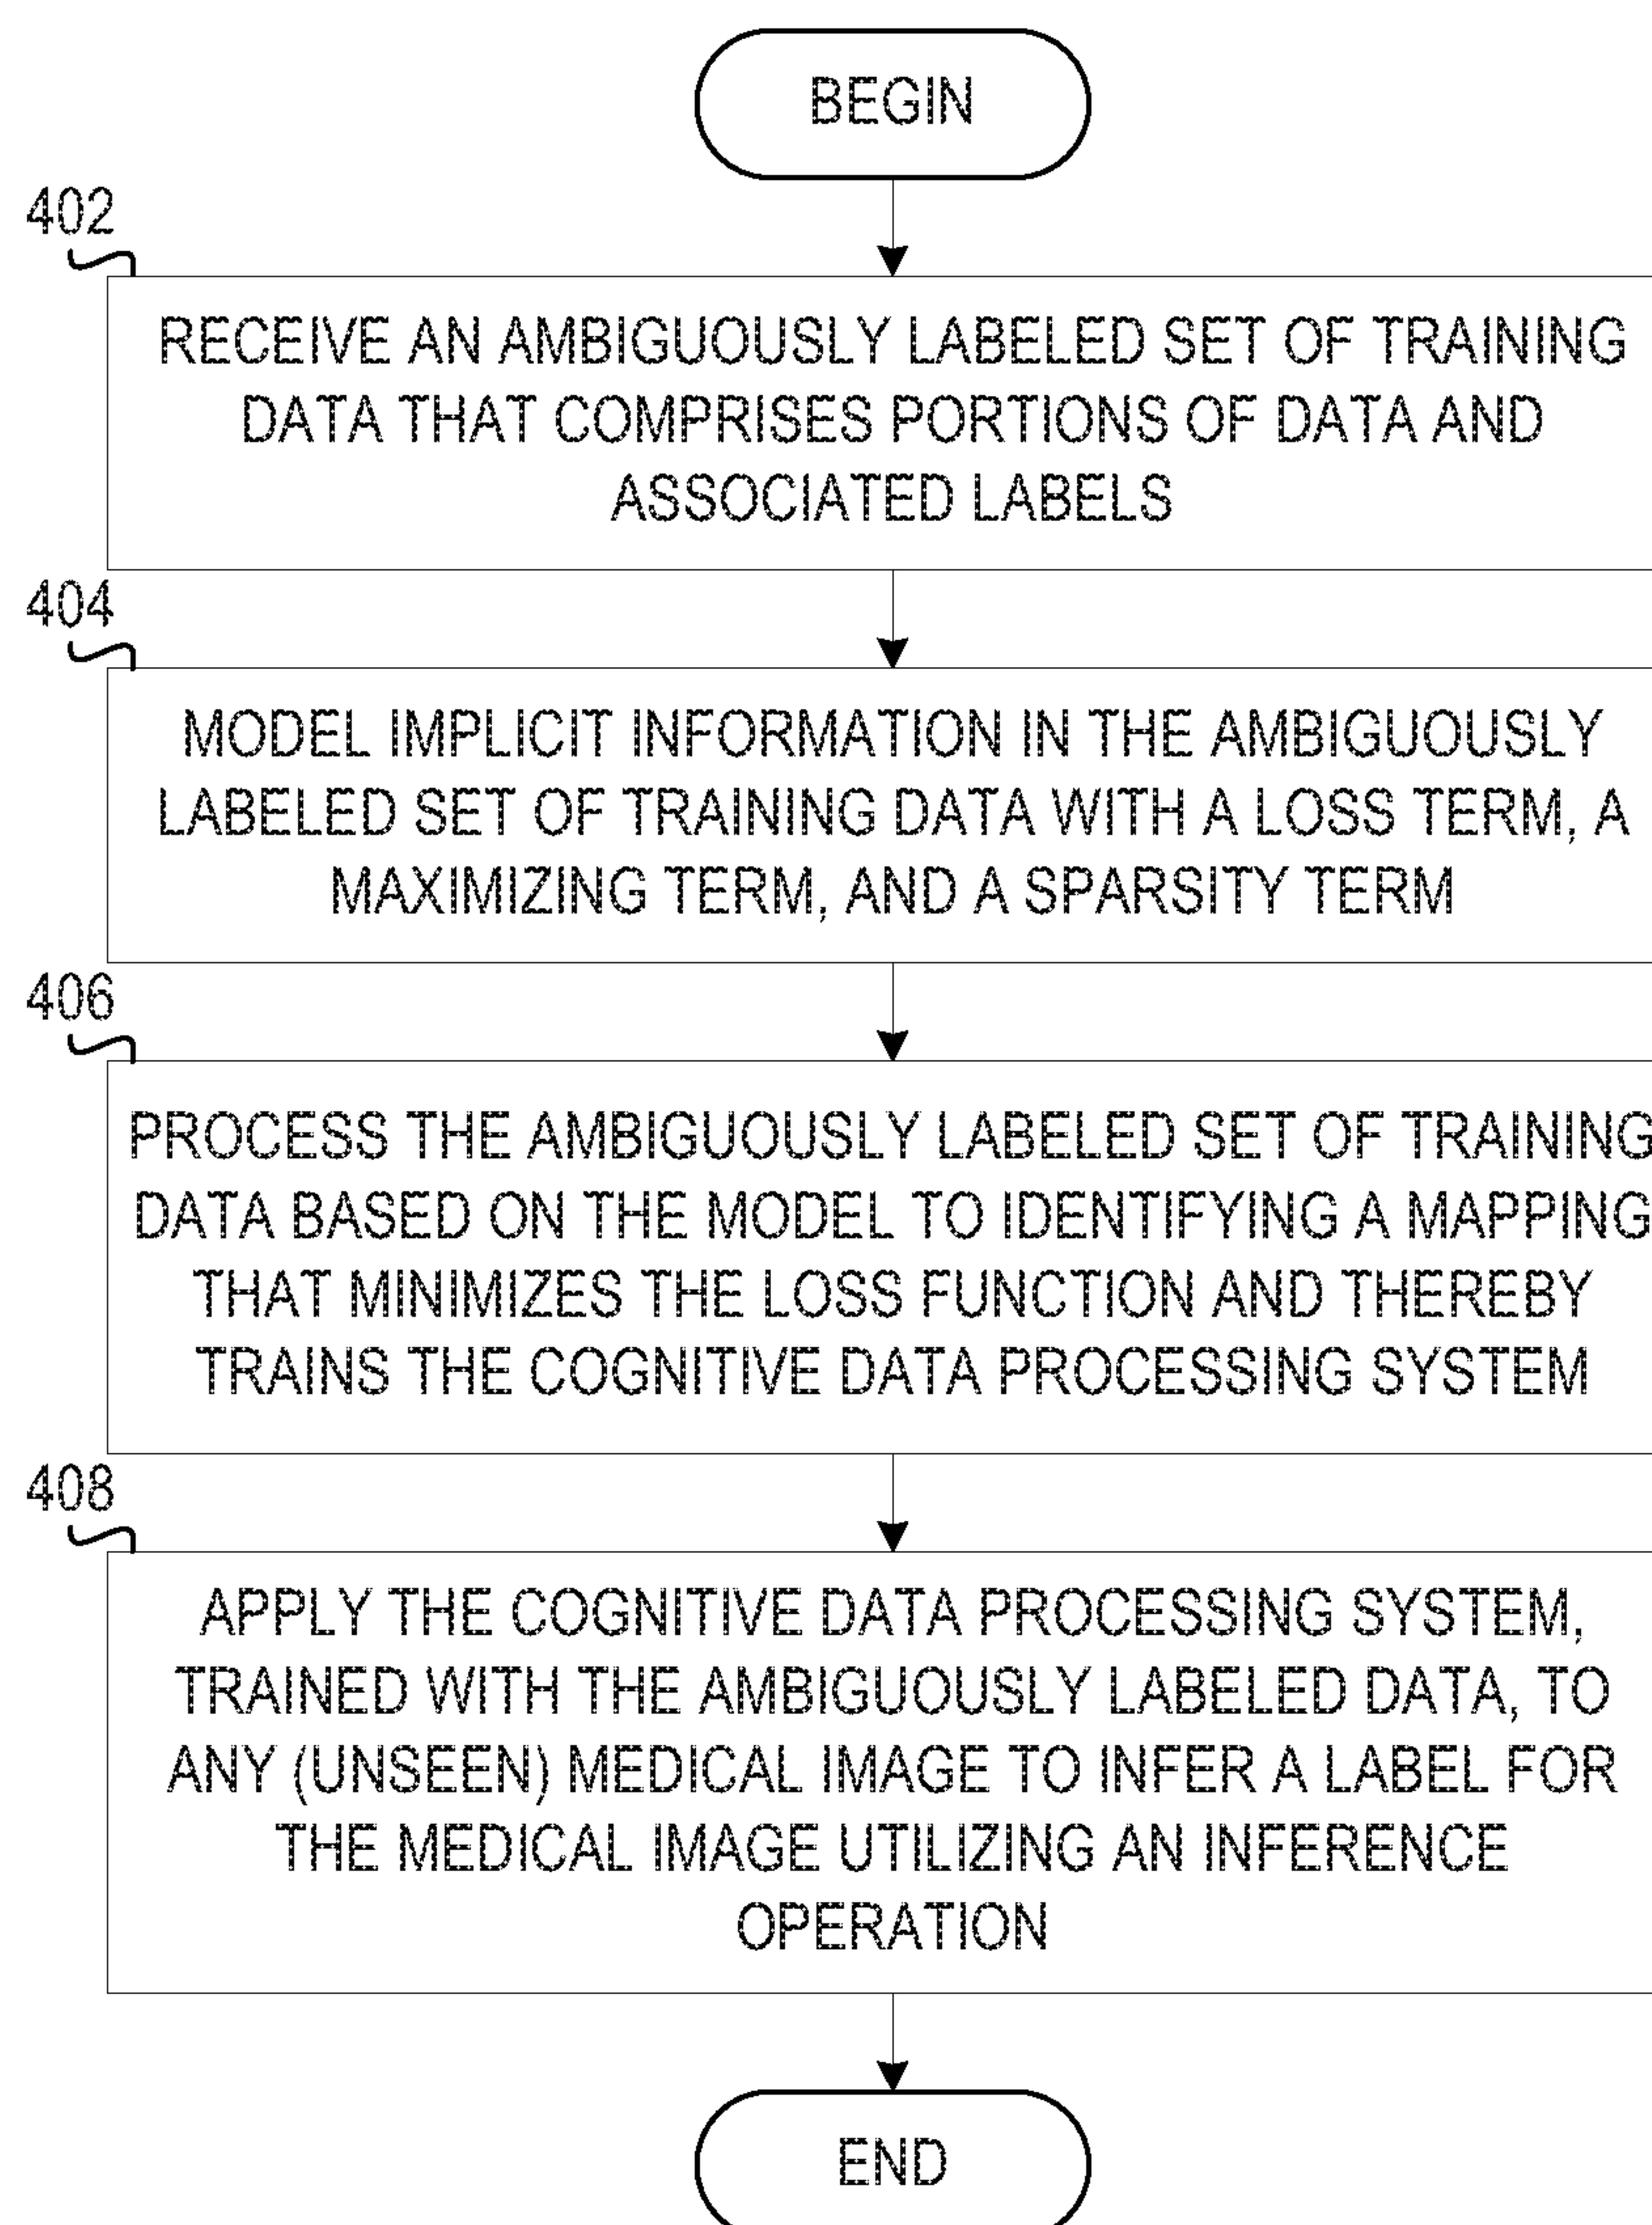 BEGIN
402
RECEIVE AN AMBIGUOUSLY LABELED SET OF TRAINING
DATA THAT COMPRISES PORTIONS OF DATA AND
ASSOCIATED LABELS
404
MODEL IMPLICIT INFORMATION IN THE AMBIGUOUSLY
LABELED SET OF TRAINING DATA WITH A LOSS TERM, A
MAXIMIZING TERM, AND A SPARSITY TERM
406
PROCESS THE AMBIGUOUSLY LABELED SET OF TRAINING
DATA BASED ON THE MODEL TO IDENTIFYING A MAPPING
THAT MINIMIZES THE LOSS FUNCTION AND THEREBY
TRAINS THE COGNITIVE DATA PROCESSING SYSTEM
408
APPLY THE COGNITIVE DATA PROCESSING SYSTEM,
TRAINED WITH THE AMBIGUOUSLY LABELED DATA, TO
ANY (UNSEEN) MEDICAL IMAGE TO INFER A LABEL FOR
THE MEDICAL IMAGE UTILIZING AN INFERENCE
OPERATION
END